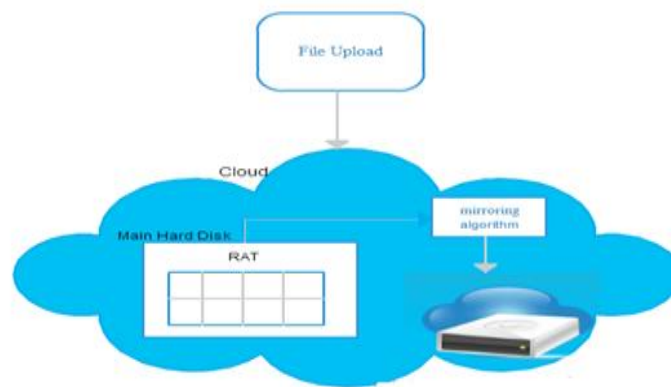 File Upload
Cloud
mirroring
algorithm
Main Hard Disk
RAT